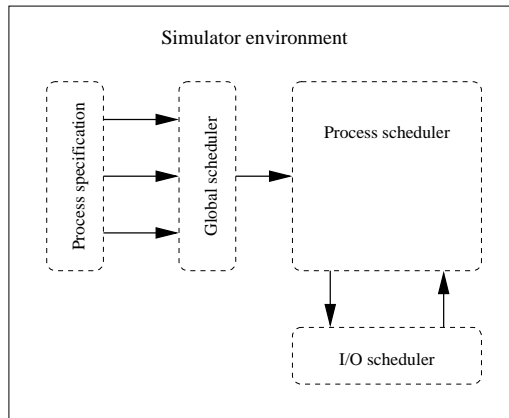 Simulator environment
Process specification
Global scheduler
Process scheduler
I/O scheduler